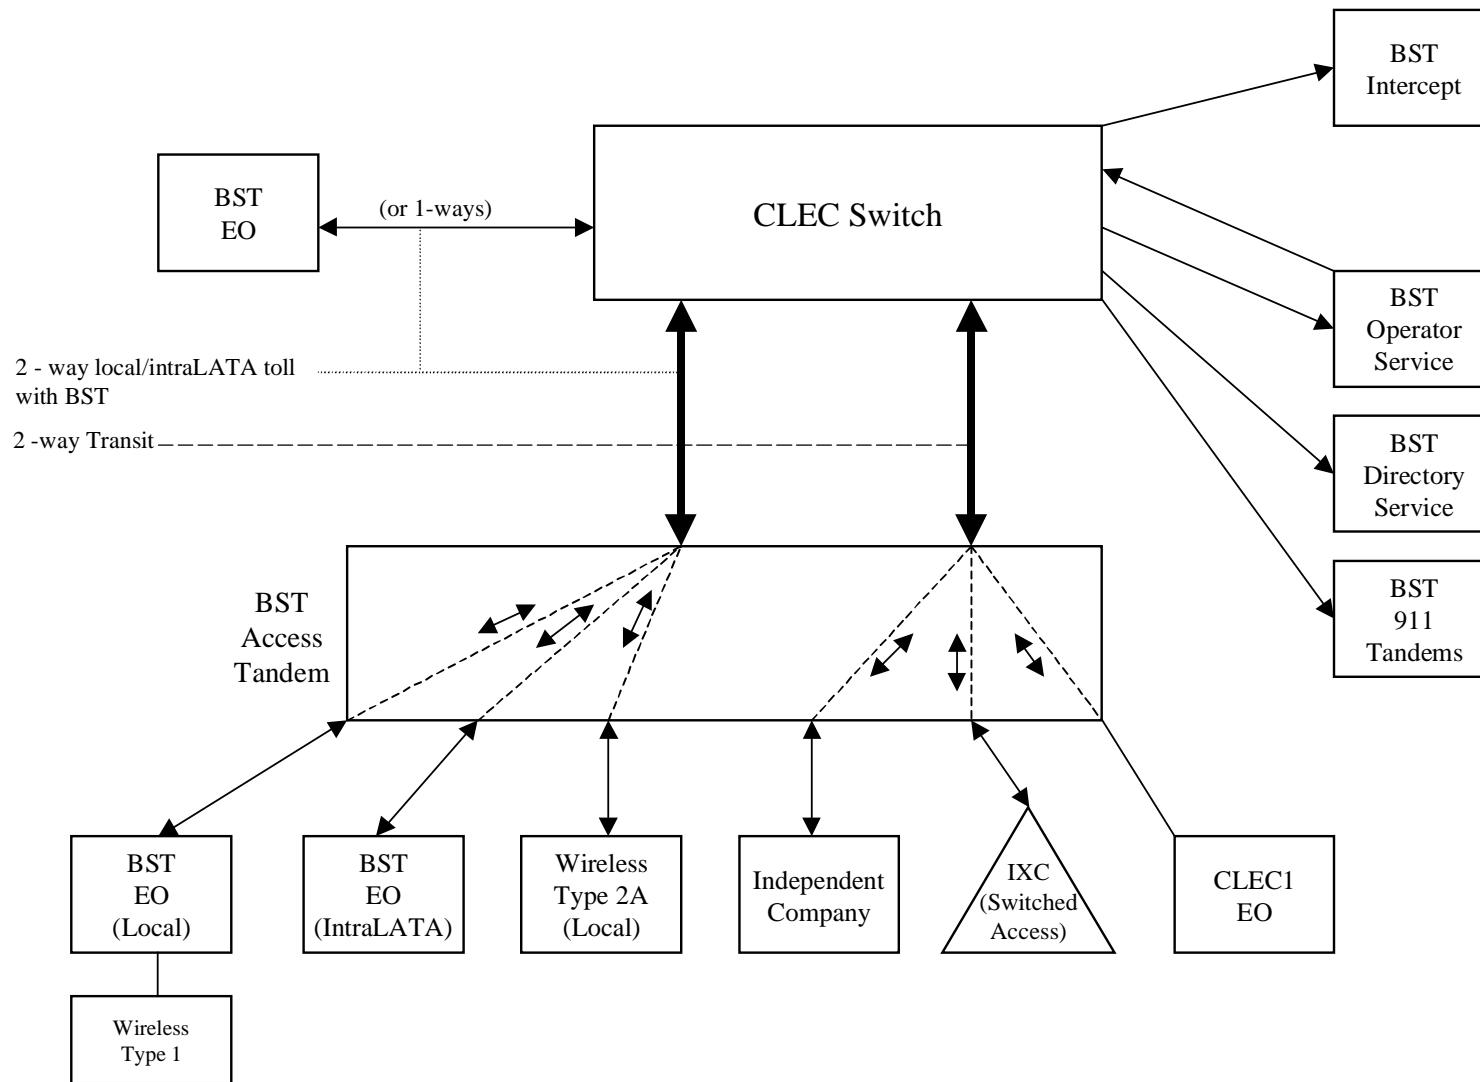 BST
Intercept
BST
EO
(or 1-ways)
CLEC Switch
BST
Operator
Service
2 - way local/intraLATA toll
with BST
2 -way Transit
BST
Directory
Service
BST
911
Tandems
BST
Access
Tandem
BST
EO
(Local)
BST
EO
(IntraLATA)
Wireless
Type 2A
(Local)
Independent
Company
IXC
(Switched
Access)
CLEC1
EO
Wireless
Type 1